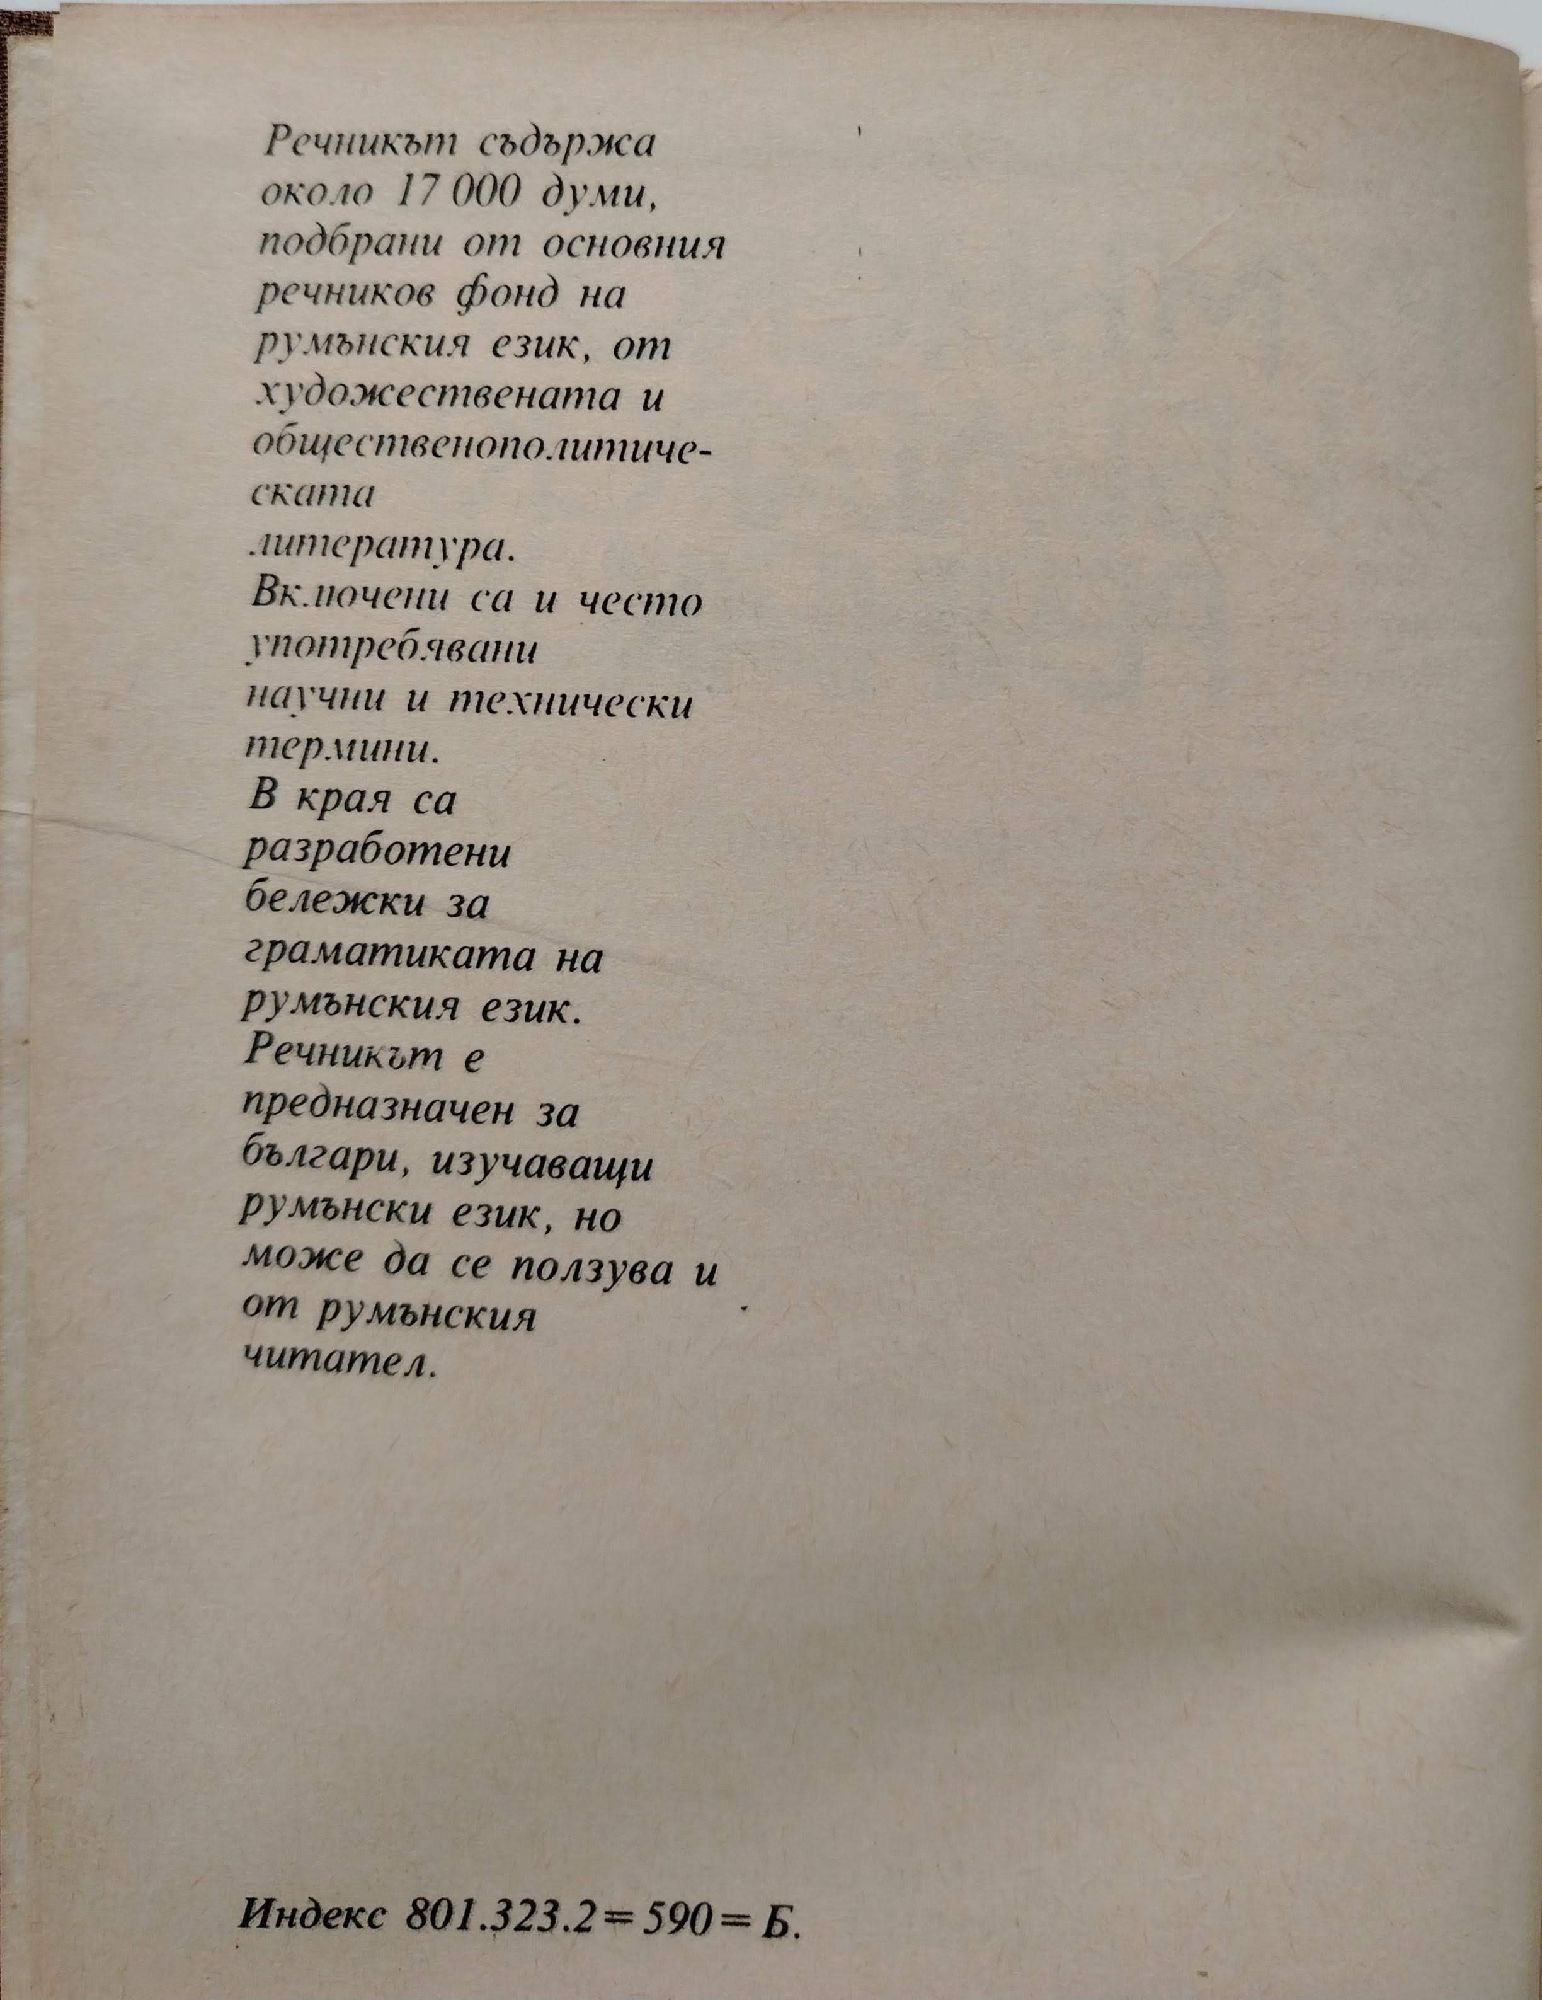 Речникът съдържа
около 17 000 думи,
подбрани от основния
речников фонд на
румънския език, от
художествената и
общественополитиче-
ската
литература.
Включени са и често
употребявани
научни и технически
термини.
В края са
разработени
бележки за
граматиката на
румънския език.
Речникът е
предназначен за
българи, изучаващи
румънски език, но
може да се ползува и
от румънския
читател.
Индекс 801.323.2=590=Б.